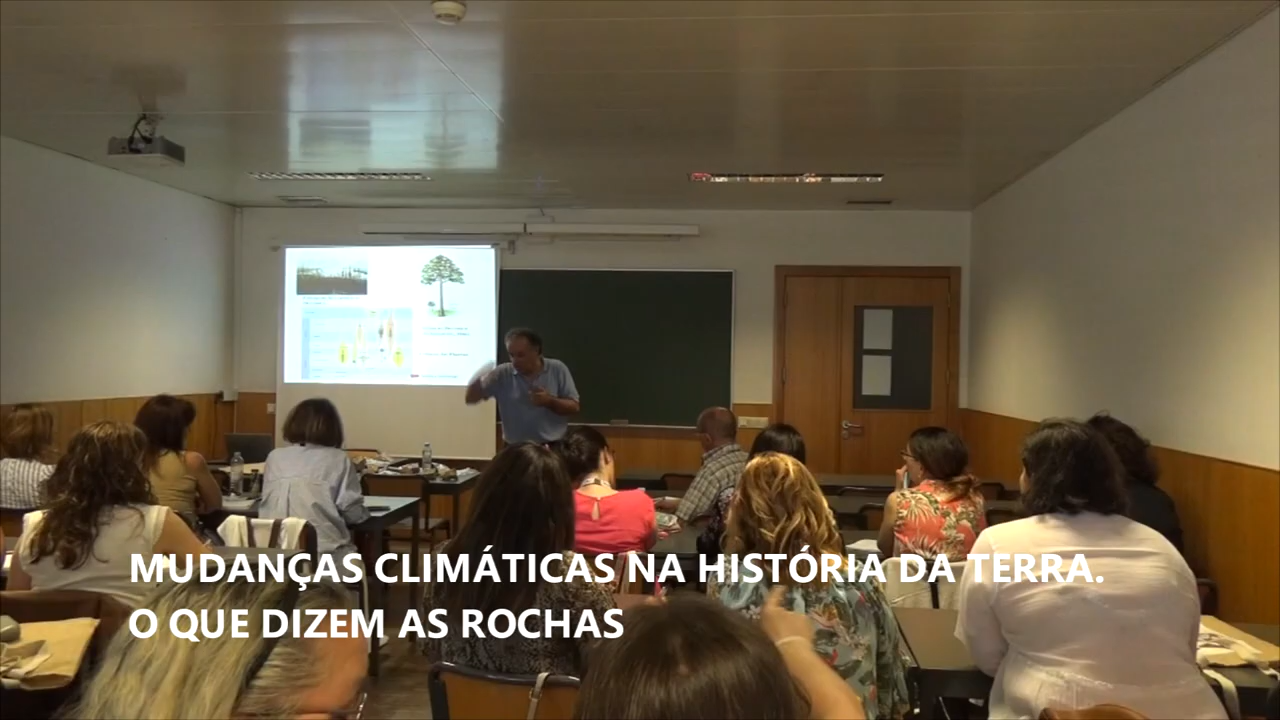 MUDANÇAS CLIMÁTICAS NA HISTÓRIA DA TERRA.
O QUE DIZEM AS ROCHAS